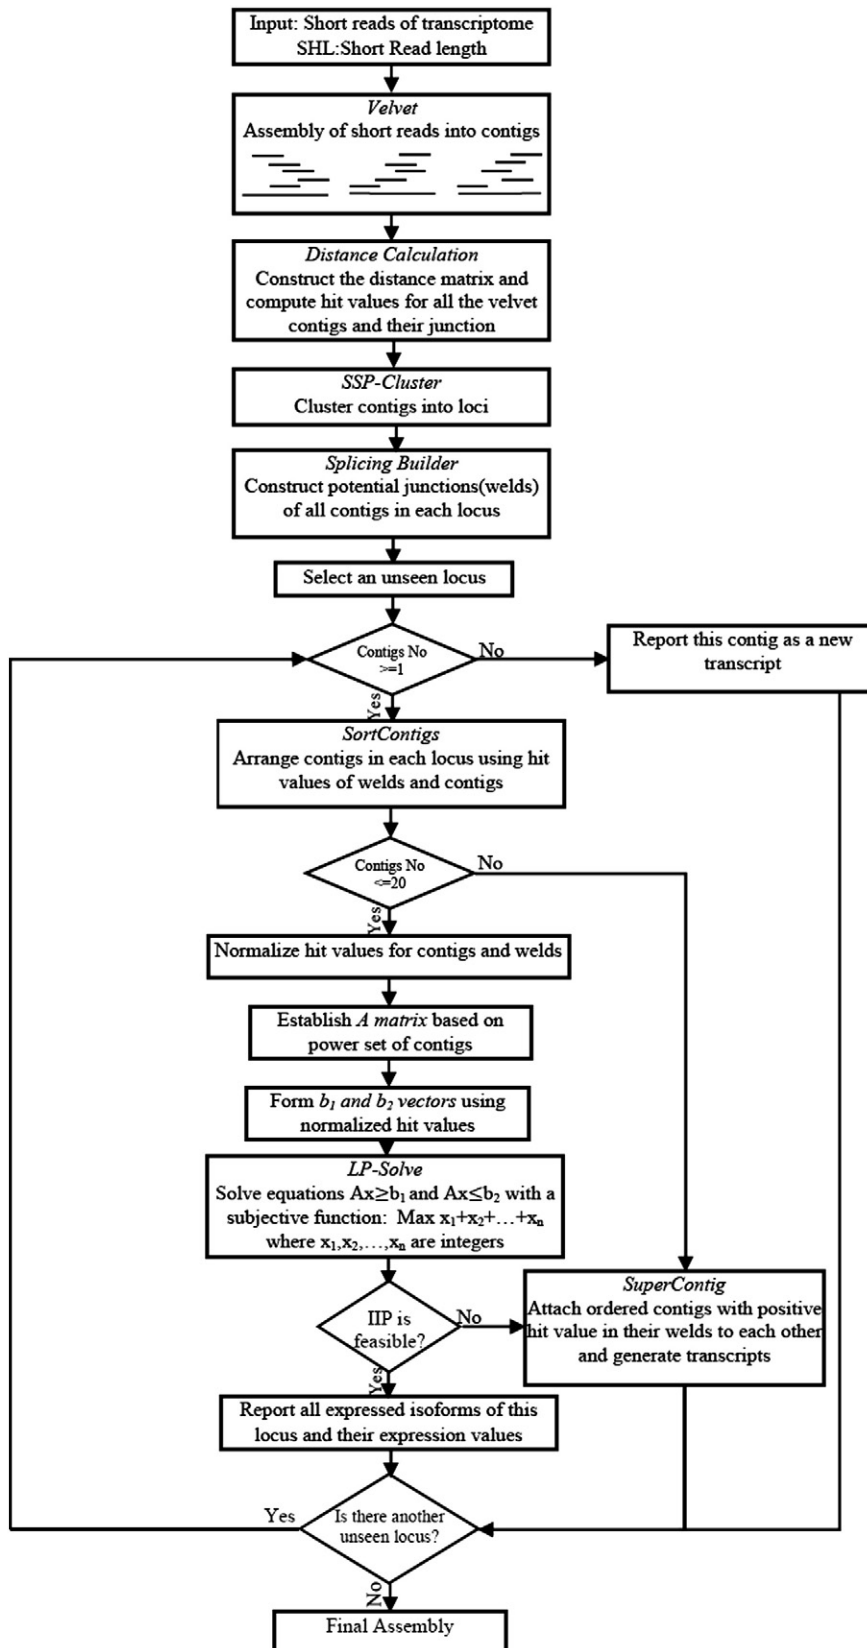 Input: Short reads of transcriptome
SHL:Short Read length
Velvet
Assembly of short reads into contigs
Distance Calculation
Construct the distance matrix and
compute hit values for all the velvet
contigs and their junction
SSP-Cluster
Cluster contigs into loci
Splicing Builder
Construct potential junctions(welds)
of all contigs in each locus
Select an unseen locus
Contigs No
>=1
No
Report this contig as a new
transcript
Yes
SortContigs
Arrange contigs in each locus using hit
values of welds and contigs
Contigs No
<=20
No
Yes
Normalize hit values for contigs and welds
Establish A matrix based on
power set of contigs
Form b₁ and b₂ vectors using
normalized hit values
LP-Solve
Solve equations Ax≥b₁ and Ax≤b₂ with a
subjective function: Max x₁+x₂+…+xₙ
where x₁,x₂,…,xₙ are integers
IIP is
feasible?
No
SuperContig
Attach ordered contigs with positive
hit value in their welds to each other
and generate transcripts
Yes
Report all expressed isoforms of this
locus and their expression values
Is there another
unseen locus?
Yes
No
Final Assembly